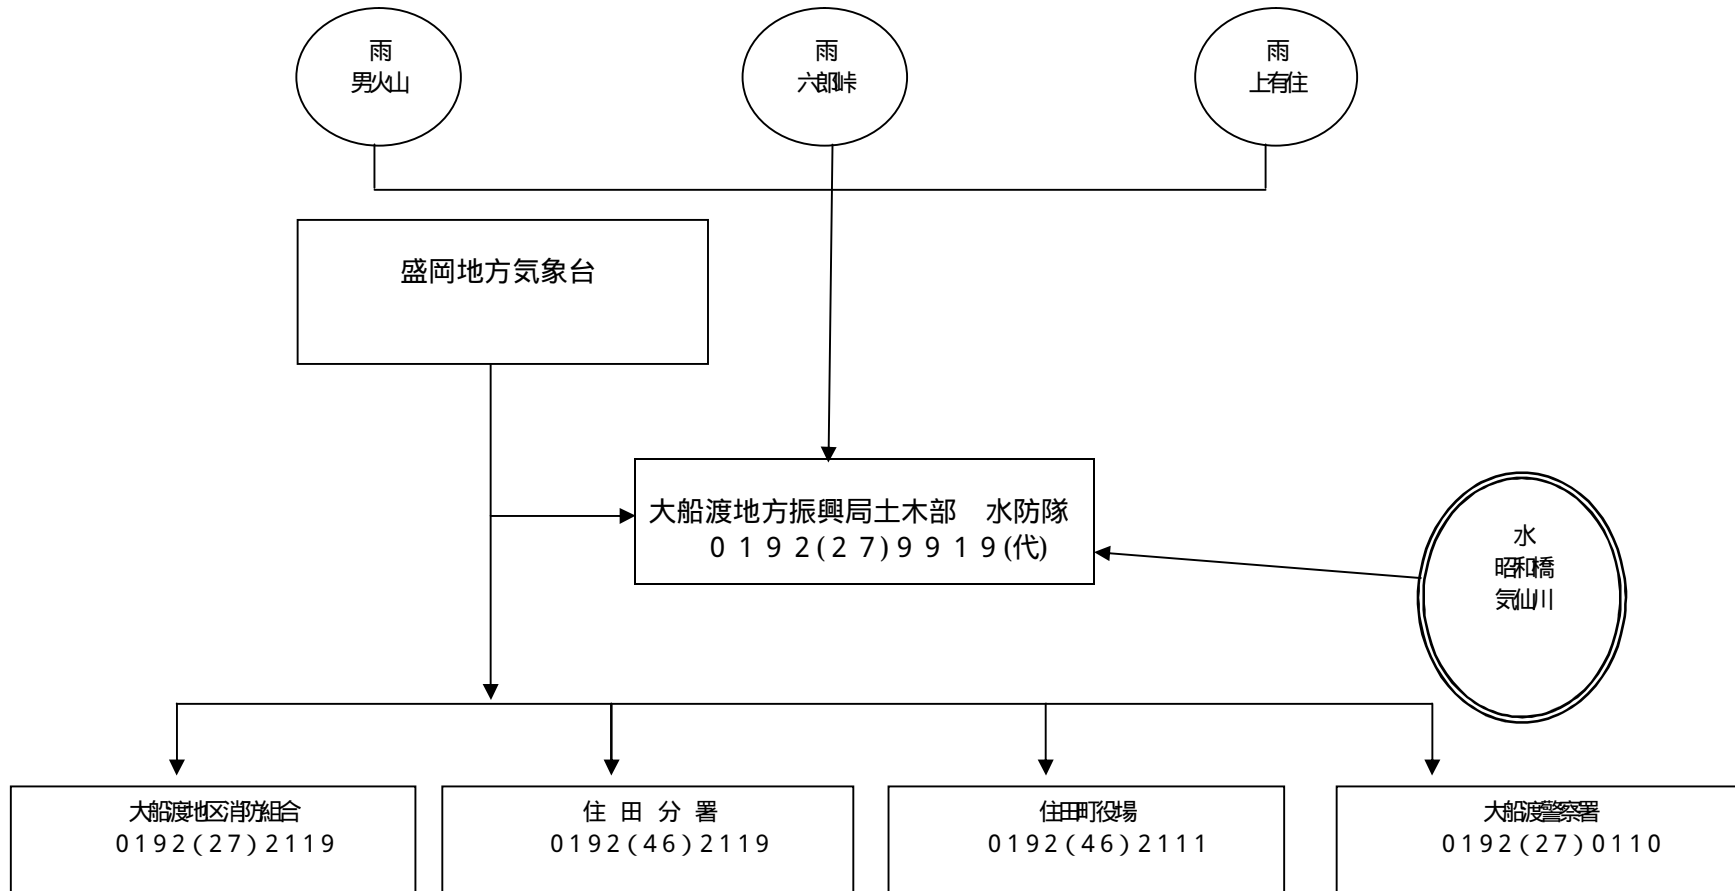 雨
男火山
雨
六郎峠
雨
上有住
盛岡地方気象台
大船渡地方振興局土木部　水防隊
０１９２(２７)９９１９(代)
水
昭和橋
気仙川
大船渡地区消防組合
0192(27)2119
住 田 分 署
0192(46)2119
住田町役場
0192(46)2111
大船渡警察署
0192(27)0110